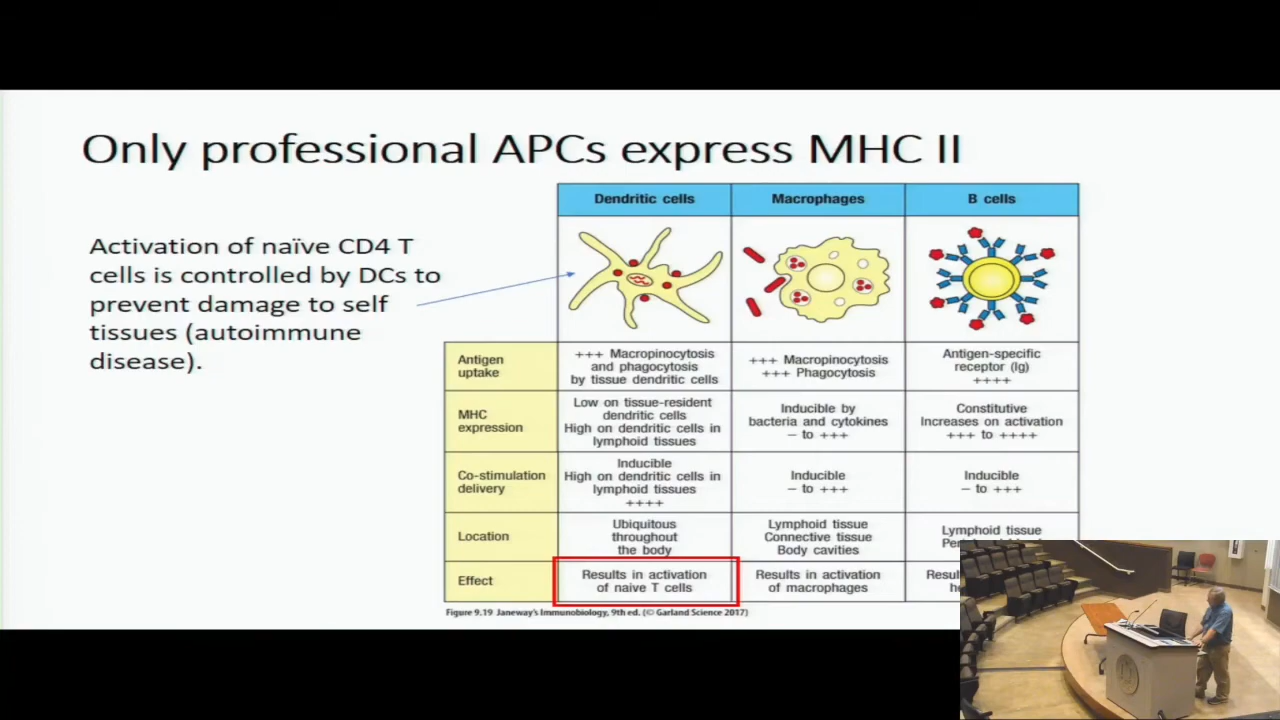 Only professional APCs express MHC II
Activation of naïve CD4 T
cells is controlled by DCs to
prevent damage to self
tissues (autoimmune
disease).
Dendritic cells
Macrophages
B cells
Antigen
uptake
+++ Macropinocytosis
and phagocytosis
by tissue dendritic cells
+++ Macropinocytosis
+++ Phagocytosis
Antigen-specific
receptor (Ig)
++++
MHC
expression
Low on tissue-resident
dendritic cells
High on dendritic cells in
lymphoid tissues
Inducible by
bacteria and cytokines
– to +++
Constitutive
Increases on activation
+++ to ++++
Co-stimulation
delivery
Inducible
High on dendritic cells in
lymphoid tissues
++++
Inducible
– to +++
Inducible
– to +++
Location
Ubiquitous
throughout
the body
Lymphoid tissue
Connective tissue
Body cavities
Lymphoid tissue
Effect
Results in activation
of naive T cells
Results in activation
of macrophages
Figure 9.19 Janeway's Immunobiology, 9th ed. (© Garland Science 2017)